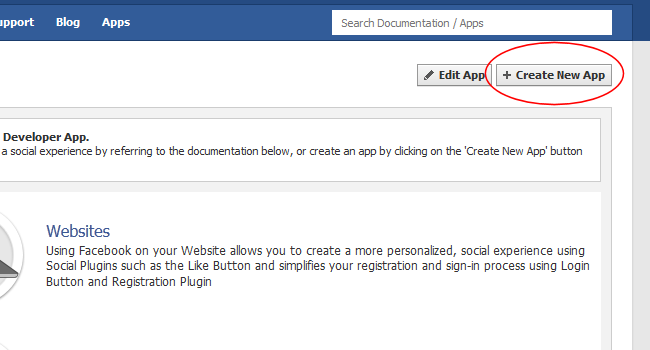 upport Blog Apps Search Documentation / Apps
Edit App + Create New App
Developer App.
a social experience by referring to the documentation below, or create an app by clicking on the 'Create New App' button
Websites
Using Facebook on your Website allows you to create a more personalized, social experience using
Social Plugins such as the Like Button and simplifies your registration and sign-in process using Login
Button and Registration Plugin